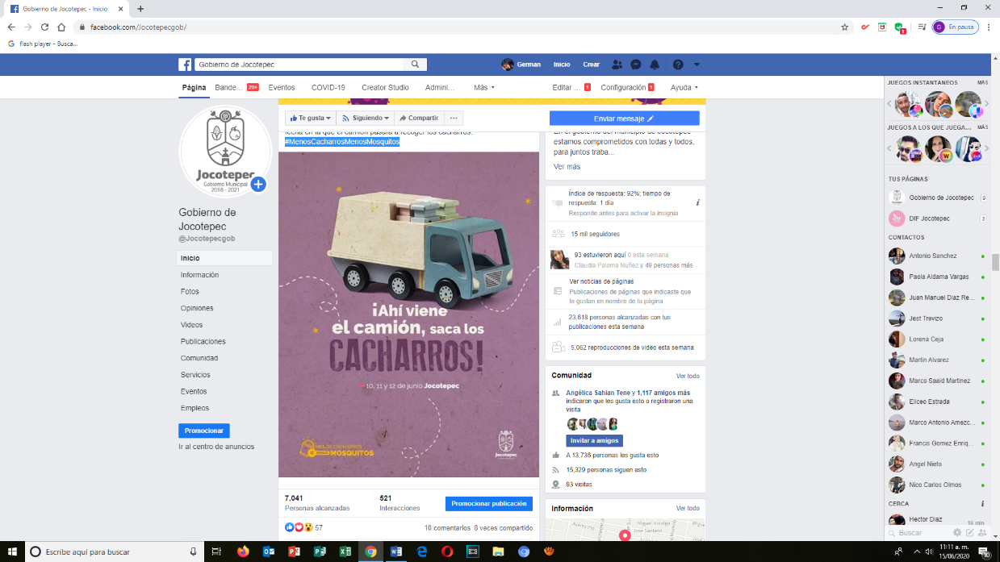 Gobierno de Jocotepec - Inicio
facebook.com/Jocotepecgob/
En pausa
flash player - Busca...
Gobierno de Jocotepec
German
Inicio
Crear
Página
Bande... 20+
Eventos
COVID-19
Creator Studio
Admini...
Más
Editar ... 1
Configuración 1
Ayuda
Te gusta
Siguiendo
Compartir
Enviar mensaje
Jocotepec
Gobierno Municipal
2018 - 2021
Gobierno de
Jocotepec
@Jocotepecgob
Inicio
Información
Fotos
Opiniones
Videos
Publicaciones
Comunidad
Servicios
Eventos
Empleos
Promocionar
Ir al centro de anuncios
fecha en la que el camión pasará a recoger los cacharros.
#MenosCacharrosMenosMosquitos
¡Ahí viene
el camión, saca los
CACHARROS!
10, 11 y 12 de junio Jocotepec
MENOS CACHARROS
MOSQUITOS
Jocotepec
7,041
Personas alcanzadas
521
Interacciones
Promocionar publicación
57
10 comentarios 8 veces compartido
En el gobierno del municipio de Jocotepec
estamos comprometidos con todas y todos,
para juntos traba...
Ver más
Índice de respuesta: 92%; tiempo de
respuesta: 1 día
Responde antes para activar la insignia
15 mil seguidores
93 estuvieron aquí 0 esta semana
Claudia Paloma Nuñez y 49 personas más
Ver noticias de páginas
Publicaciones de páginas que indicaste que
te gustan en nombre de tu página
23,618 personas alcanzadas con tus
publicaciones esta semana
5,062 reproducciones de video esta semana
Comunidad
Ver todo
Angélica Sahian Tene y 1,117 amigos más
indicaron que les gusta esto o registraron una
visita
Invitar a amigos
A 13,736 personas les gusta esto
15,329 personas siguen esto
93 visitas
Información
Ver todo
Miguel Hidalgo
José Santana
JUEGOS INSTANTÁNEOS MÁS
JUEGOS A LOS QUE JUEGA... MÁS
TUS PÁGINAS
Gobierno de Jocotepec 9
DIF Jocotepec 3
CONTACTOS
Antonio Sanchez
Paola Aldama Vargas
Juan Manuel Diaz Re...
Jest Trevizo
Lorena Ceja
Martin Alvarez
Marco Saaid Martinez
Eliceo Estrada
Marco Antonio Amezc...
Francis Gomez Enriq...
Angel Nieto
Nico Carlos Olmos
CERCA
Hector Diaz
Buscar
Escribe aquí para buscar
11:11 a. m.
15/06/2020